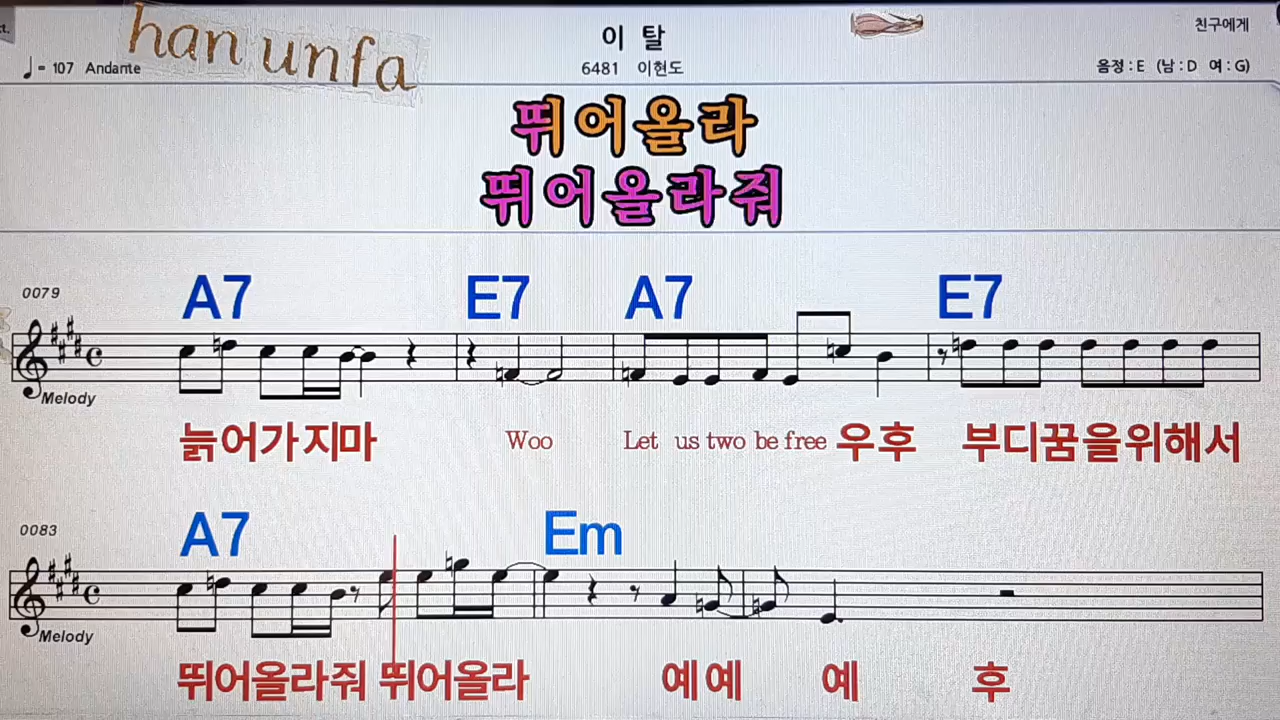 han unfa
이 탈
친구에게
♩= 107 Andante
6481 이현도
음정 : E (남 : D 여 : G)
뛰어올라
뛰어올라줘
0079
A7 E7 A7 E7
Melody
늙어가지마 Woo Let us two be free 우후 부디꿈을위해서
0083
A7 Em
Melody
뛰어올라줘 뛰어올라 예예 예 후